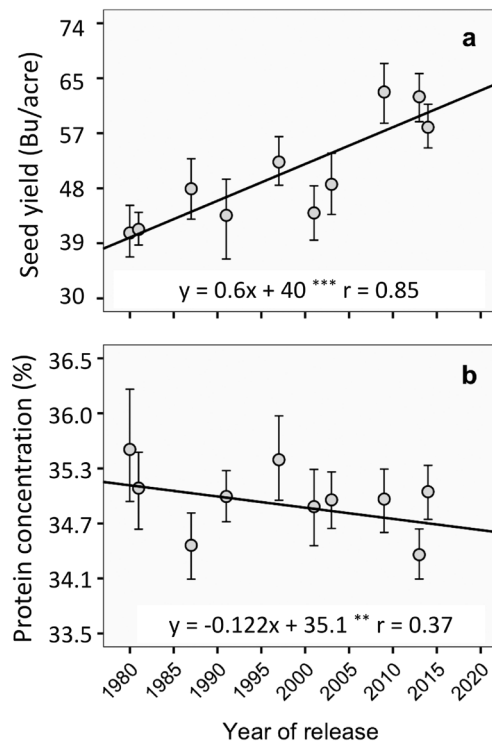 a
Seed yield (Bu/acre)
74
65
57
48
39
30
y = 0.6x + 40 *** r = 0.85
b
Protein concentration (%)
36.5
36.0
35.3
34.7
34.1
33.5
y = -0.122x + 35.1 ** r = 0.37
1980 1985 1990 1995 2000 2005 2010 2015 2020
Year of release